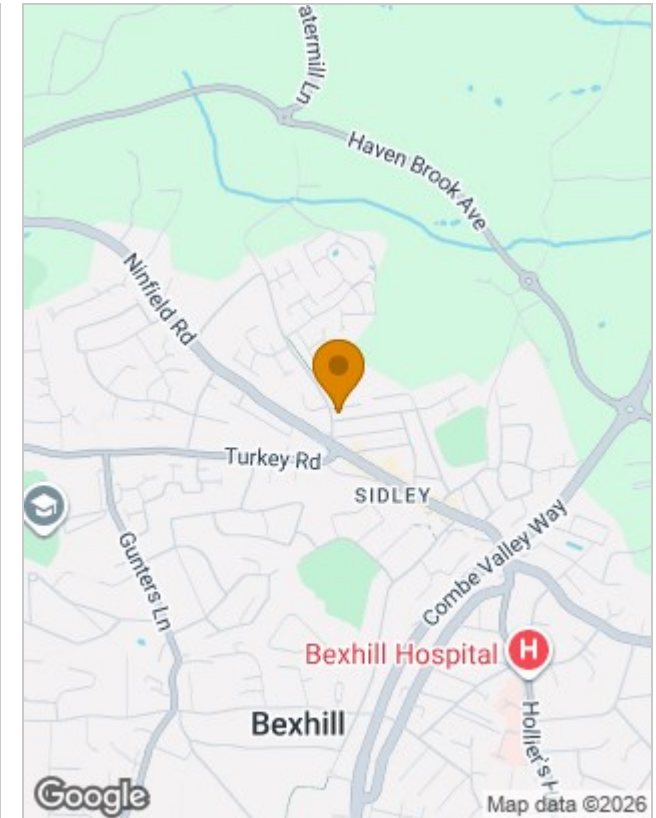 atermill Ln
Haven Brook Ave
Ninfield Rd
Turkey Rd
SIDLEY
Gunters Ln
Combe Valley Way
Bexhill Hospital
H
Bexhill
Hollier's H
Google
Map data ©2026